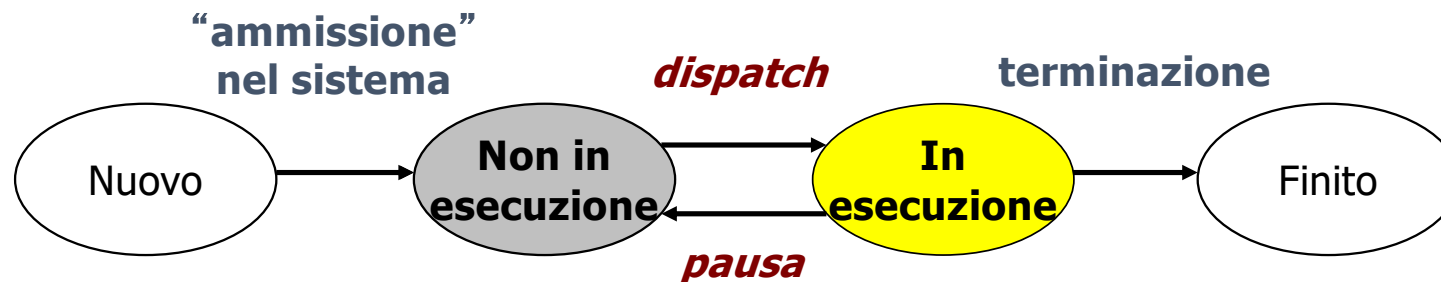 “ammissione”
nel sistema
dispatch
terminazione
Nuovo
Non in
esecuzione
In
esecuzione
Finito
pausa